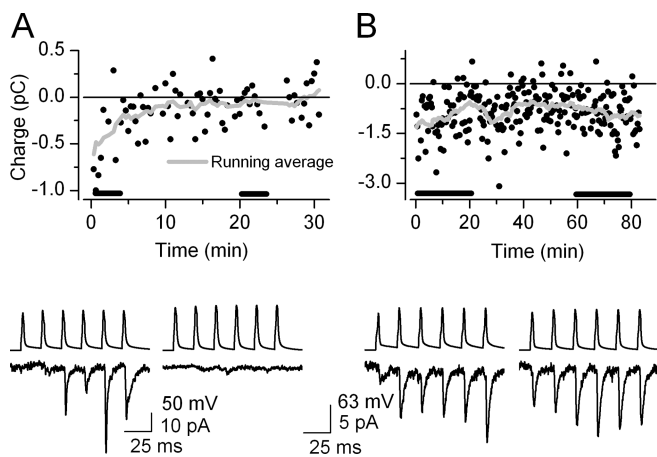 A
B
0.5
0.0
-0.5
-1.0
Charge (pC)
Running average
0
10
20
30
Time (min)
0.0
-1.5
-3.0
0
20
40
60
80
Time (min)
50 mV
10 pA
25 ms
63 mV
5 pA
25 ms